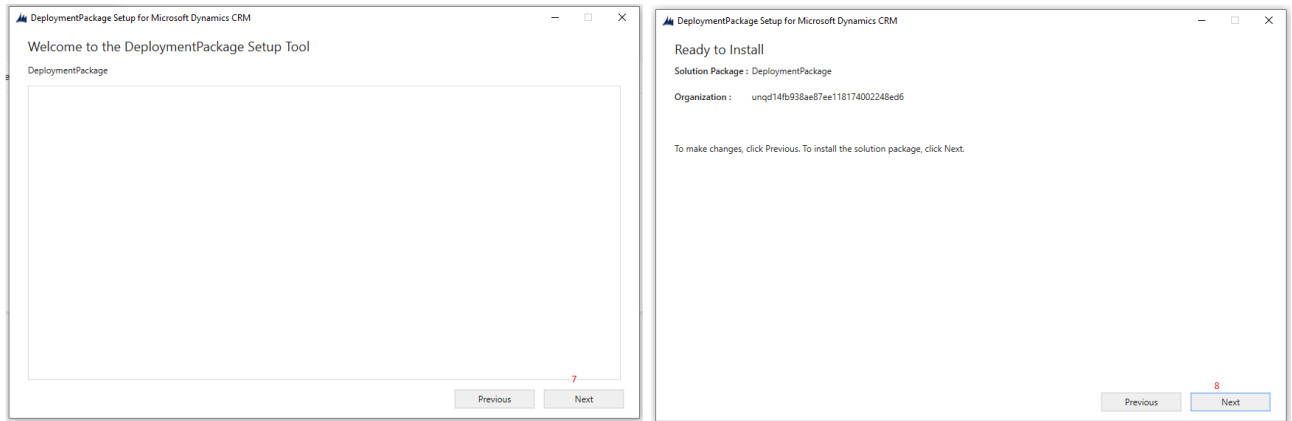 DeploymentPackage Setup for Microsoft Dynamics CRM
Welcome to the DeploymentPackage Setup Tool
DeploymentPackage
7
Previous Next
DeploymentPackage Setup for Microsoft Dynamics CRM
Ready to Install
Solution Package : DeploymentPackage
Organization : unqd14fb938ae87ee118174002248ed6
To make changes, click Previous. To install the solution package, click Next.
8
Previous Next